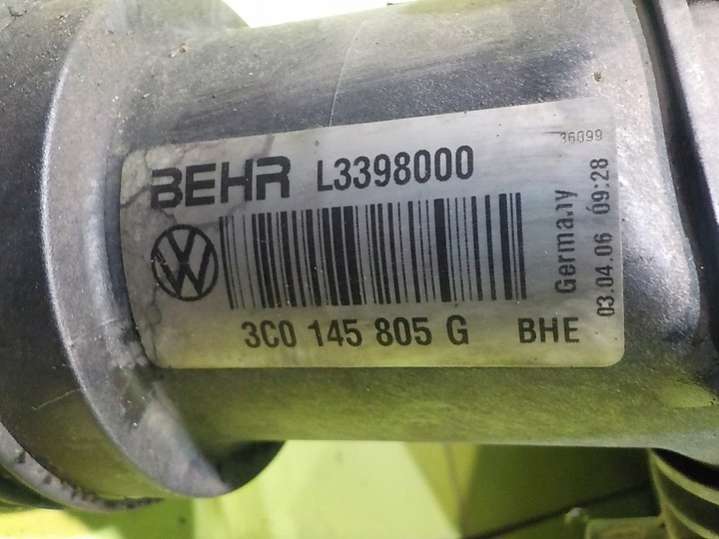 BEHR L3398000
3C0 145 805 G BHE
Germany
03.04.06 09:28
36099